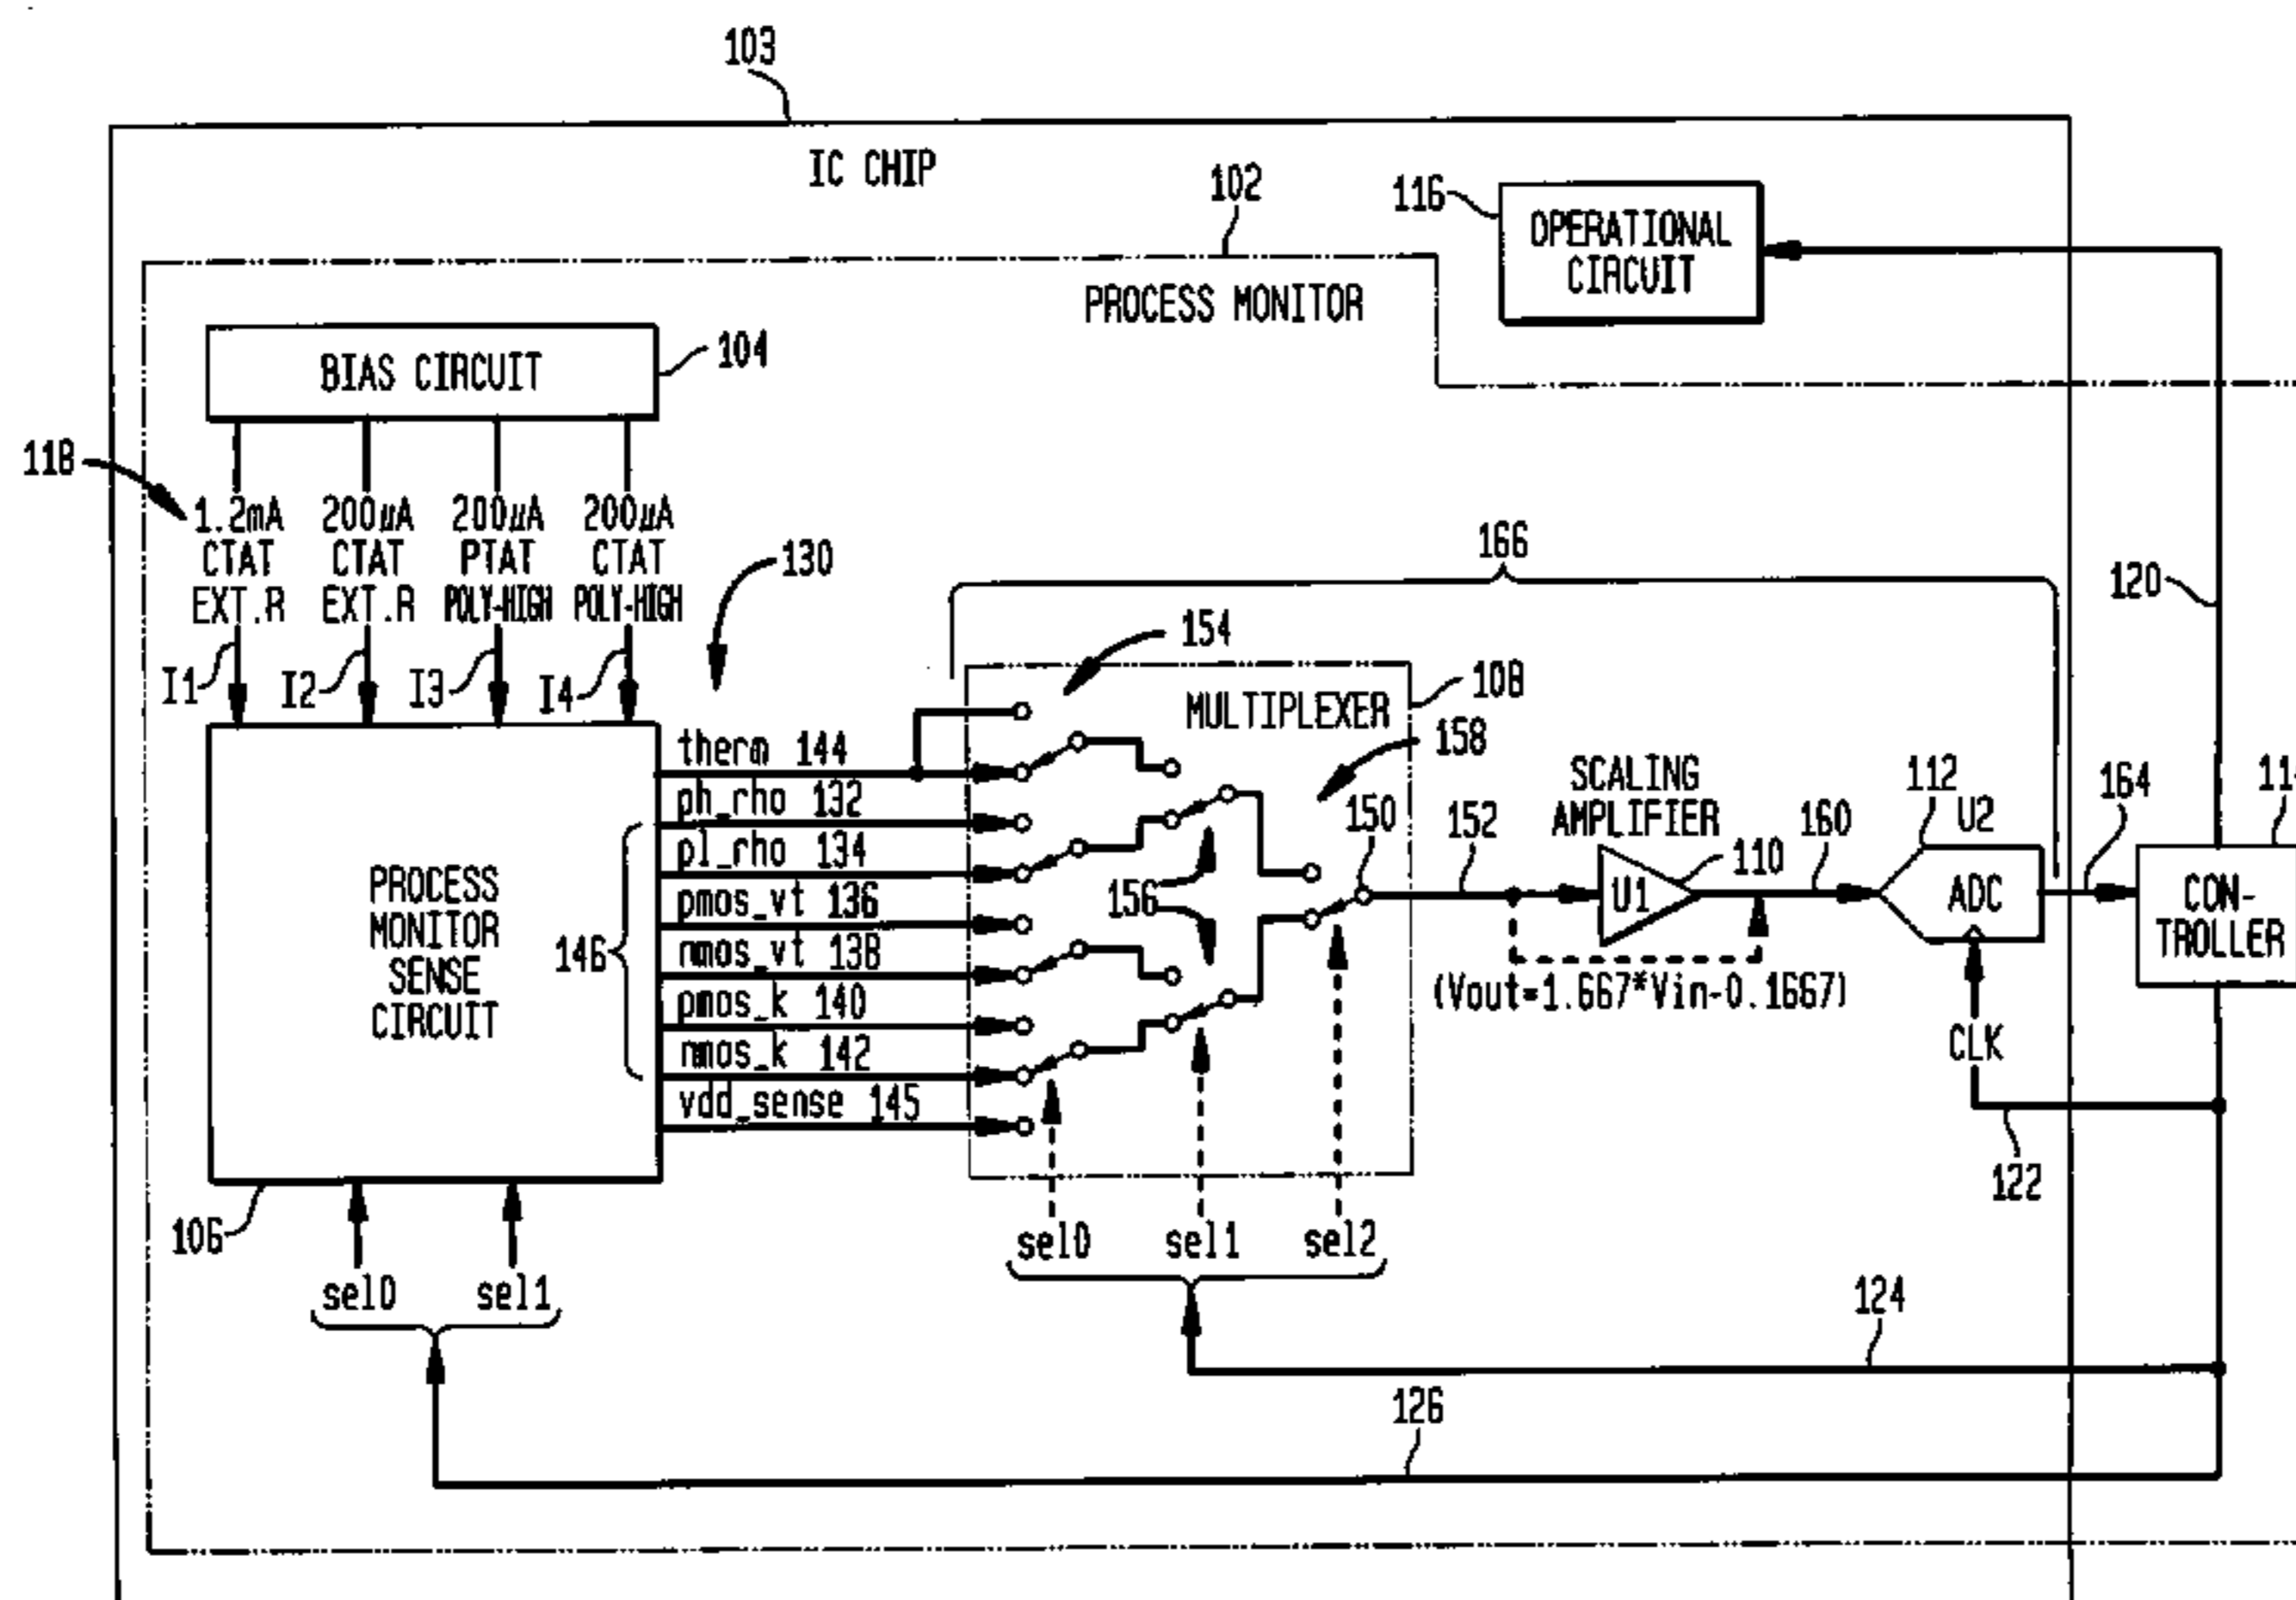 103
IC CHIP
102
116
OPERATIONAL
CIRCUIT
PROCESS MONITOR
BIAS CIRCUIT
104
118
1.2mA
CTAT
EXT.R
200µA
CTAT
EXT.R
200µA
PTAT
POLY-HIGH
200µA
CTAT
POLY-HIGH
I1
I2
I3
I4
130
166
120
154
MULTIPLEXER
108
158
therm 144
ph_rho 132
pl_rho 134
pmos_vt 136
nmos_vt 138
pmos_k 140
nmos_k 142
vdd_sense 145
146
PROCESS
MONITOR
SENSE
CIRCUIT
156
150
152
SCALING
AMPLIFIER
U1
110
160
(Vout=1.667*Vin-0.1667)
112
U2
ADC
164
CON-
TROLLER
CLK
122
106
sel0
sel1
sel0
sel1
sel2
124
126